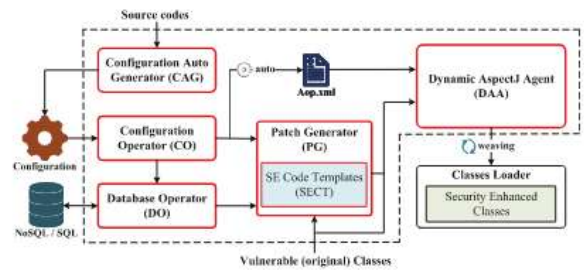 Source codes
Configuration Auto
Generator (CAG)
auto
Aop.xml
Dynamic AspectJ Agent
(DAA)
Configuration
Configuration
Operator (CO)
Patch Generator
(PG)
SE Code Templates
(SECT)
weaving
Classes Loader
Security Enhanced
Classes
Database Operator
(DO)
NoSQL / SQL
Vulnerable (original) Classes